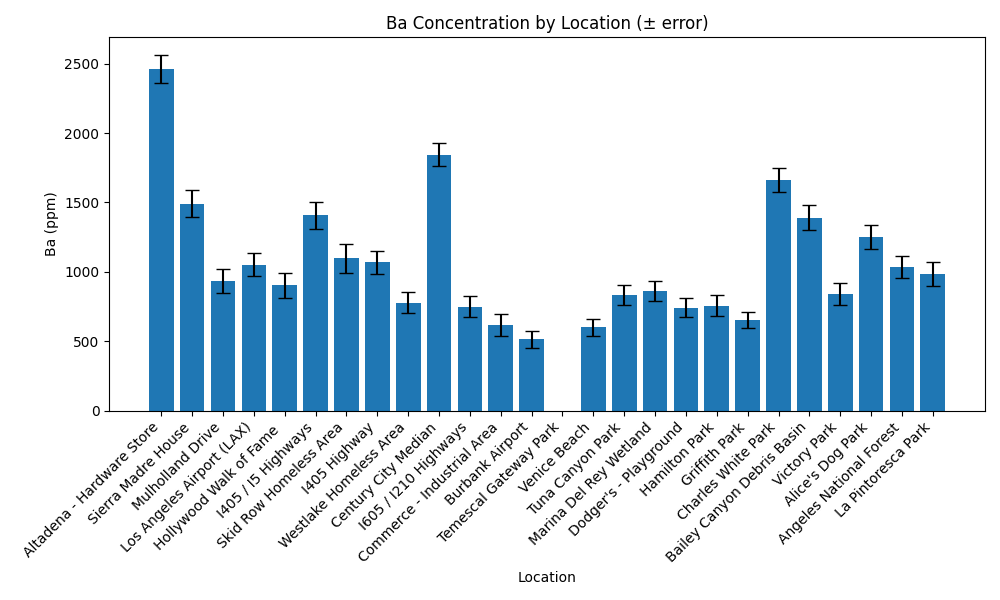 Ba Concentration by Location (± error)
Ba (ppm)
2500
2000
1500
1000
500
0
Altadena - Hardware Store
Sierra Madre House
Mulholland Drive
Los Angeles Airport (LAX)
Hollywood Walk of Fame
I405 / I5 Highways
Skid Row Homeless Area
I405 Highway
Westlake Homeless Area
Century City Median
I605 / I210 Highways
Commerce - Industrial Area
Burbank Airport
Temescal Gateway Park
Venice Beach
Tuna Canyon Park
Marina Del Rey Wetland
Dodger's - Playground
Hamilton Park
Griffith Park
Charles White Park
Bailey Canyon Debris Basin
Victory Park
Alice's Dog Park
Angeles National Forest
La Pintoresca Park
Location